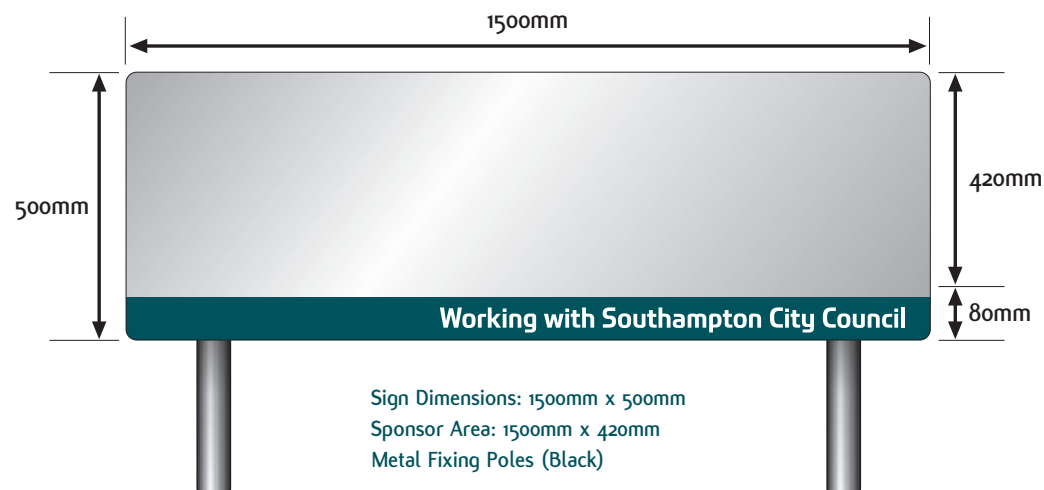 1500mm
500mm
420mm
80mm
Working with Southampton City Council
Sign Dimensions: 1500mm x 500mm
Sponsor Area: 1500mm x 420mm
Metal Fixing Poles (Black)